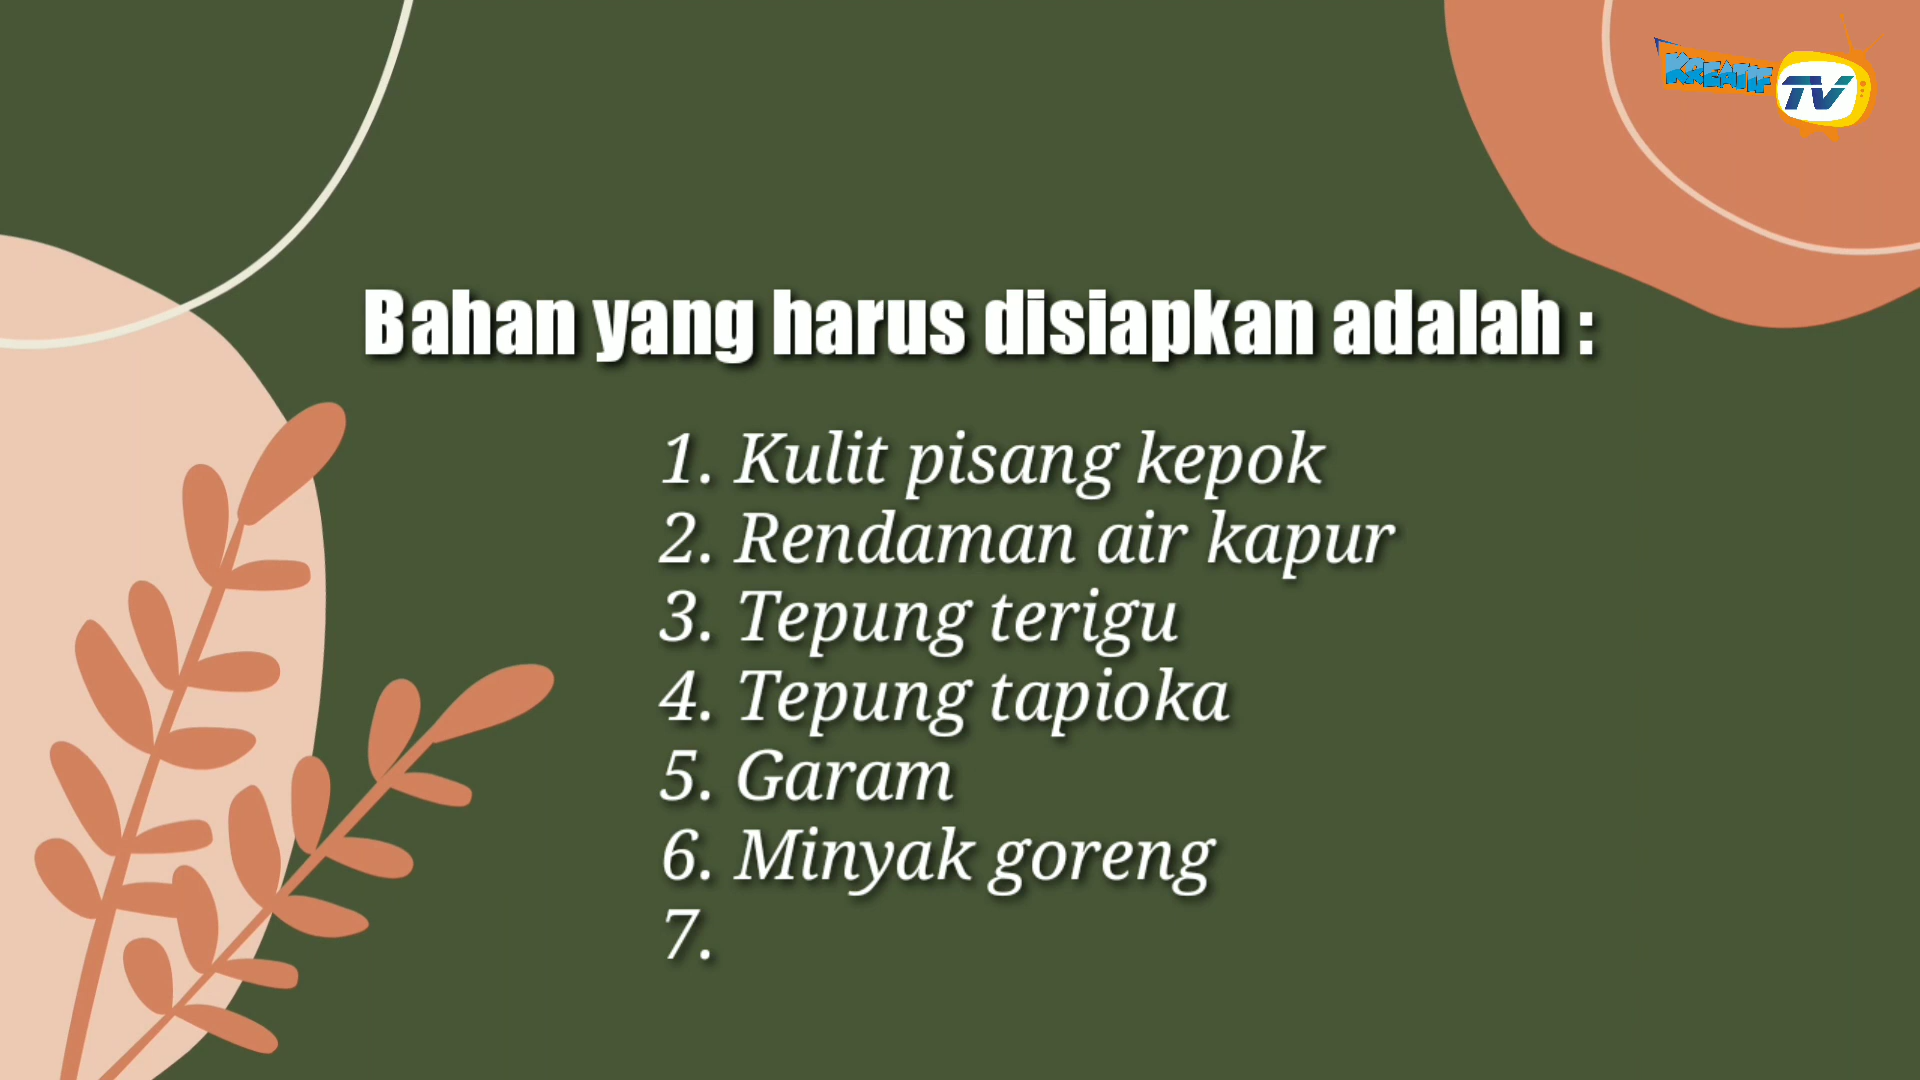 KREATIF TV
Bahan yang harus disiapkan adalah :
1. Kulit pisang kepok
2. Rendaman air kapur
3. Tepung terigu
4. Tepung tapioka
5. Garam
6. Minyak goreng
7.